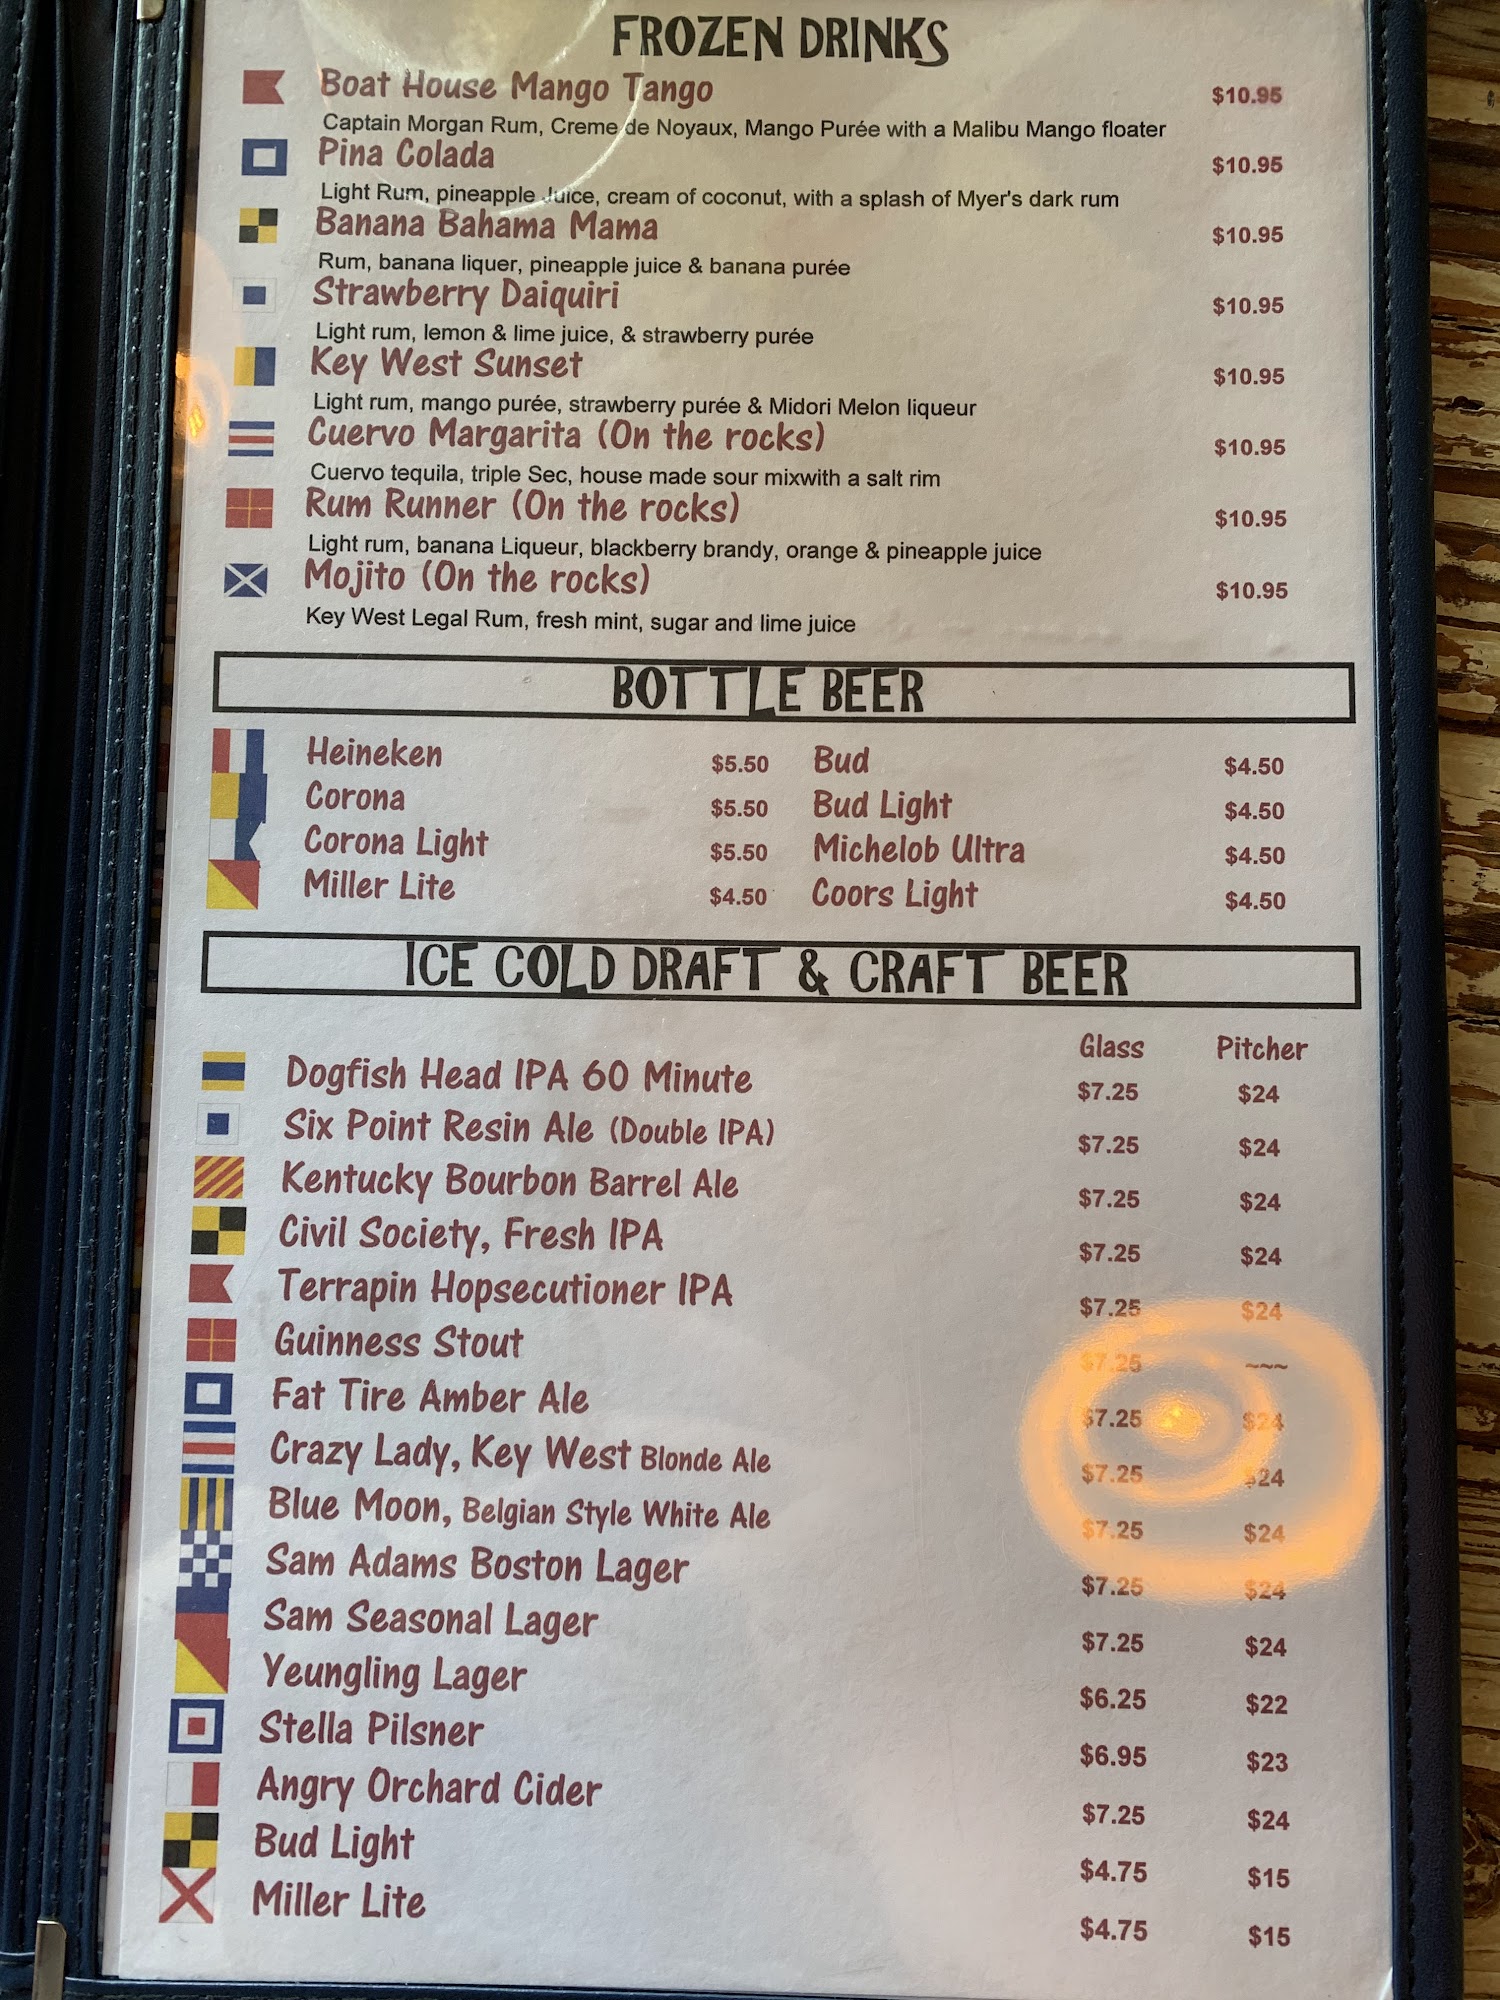 FROZEN DRINKS
Boat House Mango Tango $10.95
Captain Morgan Rum, Creme de Noyaux, Mango Purée with a Malibu Mango floater
Pina Colada $10.95
Light Rum, pineapple Juice, cream of coconut, with a splash of Myer's dark rum
Banana Bahama Mama $10.95
Rum, banana liquer, pineapple juice & banana purée
Strawberry Daiquiri $10.95
Light rum, lemon & lime juice, & strawberry purée
Key West Sunset $10.95
Light rum, mango purée, strawberry purée & Midori Melon liqueur
Cuervo Margarita (On the rocks) $10.95
Cuervo tequila, triple Sec, house made sour mixwith a salt rim
Rum Runner (On the rocks) $10.95
Light rum, banana Liqueur, blackberry brandy, orange & pineapple juice
Mojito (On the rocks) $10.95
Key West Legal Rum, fresh mint, sugar and lime juice
BOTTLE BEER
Heineken $5.50 Bud $4.50
Corona $5.50 Bud Light $4.50
Corona Light $5.50 Michelob Ultra $4.50
Miller Lite $4.50 Coors Light $4.50
ICE COLD DRAFT & CRAFT BEER
Glass Pitcher
Dogfish Head IPA 60 Minute $7.25 $24
Six Point Resin Ale (Double IPA) $7.25 $24
Kentucky Bourbon Barrel Ale $7.25 $24
Civil Society, Fresh IPA $7.25 $24
Terrapin Hopsecutioner IPA $7.25 $24
Guinness Stout $7.25 ~~~
Fat Tire Amber Ale $7.25 $24
Crazy Lady, Key West Blonde Ale $7.25 $24
Blue Moon, Belgian Style White Ale $7.25 $24
Sam Adams Boston Lager $7.25 $24
Sam Seasonal Lager $7.25 $24
Yeungling Lager $6.25 $22
Stella Pilsner $6.95 $23
Angry Orchard Cider $7.25 $24
Bud Light $4.75 $15
Miller Lite $4.75 $15